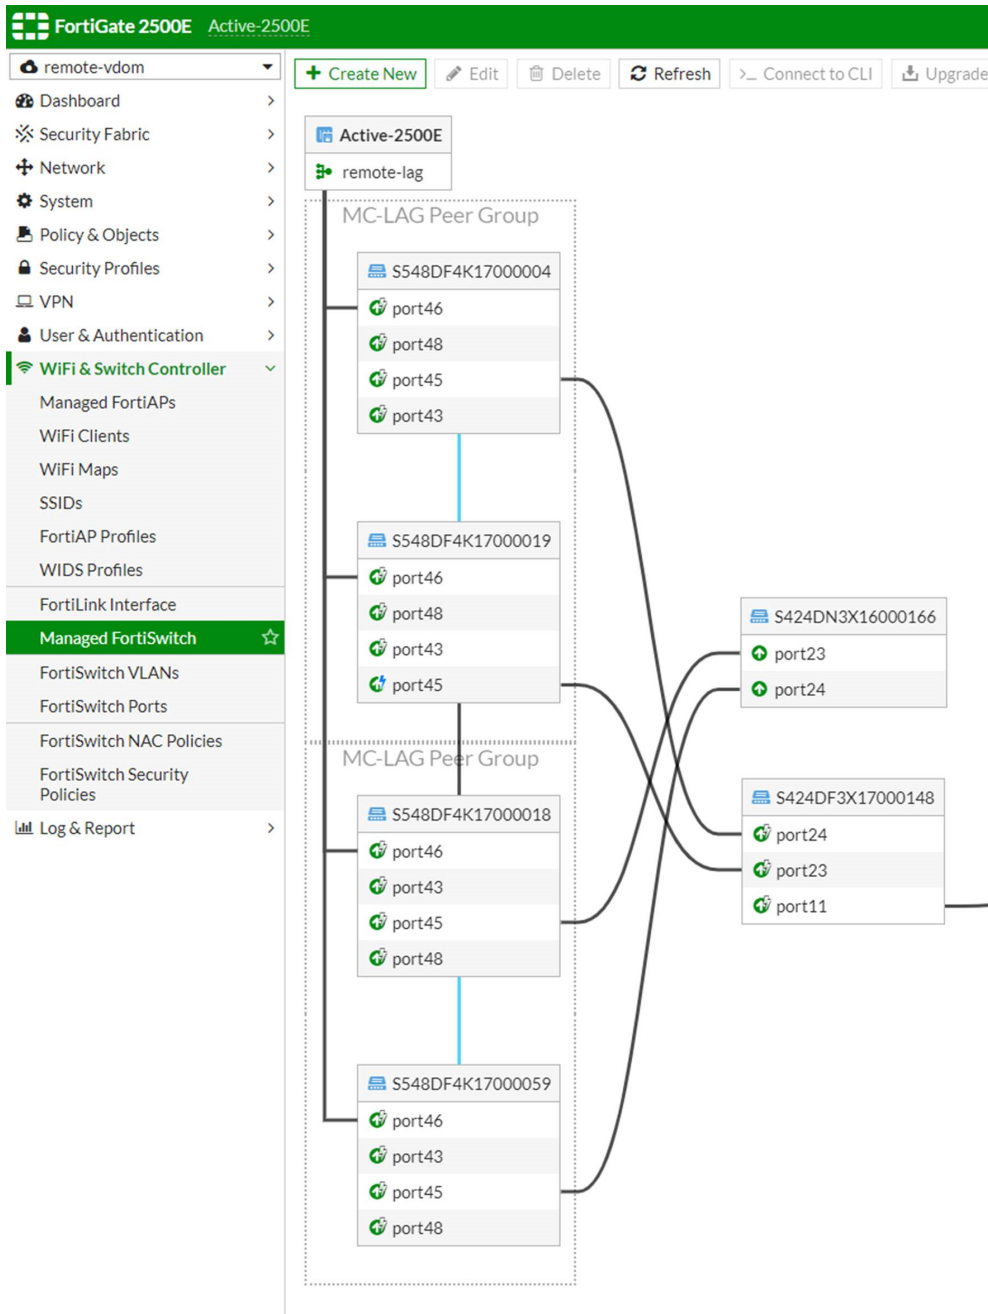 FortiGate 2500E Active-2500E
remote-vdom
Dashboard
Security Fabric
Network
System
Policy & Objects
Security Profiles
VPN
User & Authentication
WiFi & Switch Controller
Managed FortiAPs
WiFi Clients
WiFi Maps
SSIDs
FortiAP Profiles
WIDS Profiles
FortiLink Interface
Managed FortiSwitch
FortiSwitch VLANs
FortiSwitch Ports
FortiSwitch NAC Policies
FortiSwitch Security
Policies
Log & Report
+ Create New Edit Delete Refresh >_ Connect to CLI Upgrade
Active-2500E
remote-lag
MC-LAG Peer Group
S548DF4K17000004
port46
port48
port45
port43
S548DF4K17000019
port46
port48
port43
port45
MC-LAG Peer Group
S548DF4K17000018
port46
port43
port45
port48
S548DF4K17000059
port46
port43
port45
port48
S424DN3X16000166
port23
port24
S424DF3X17000148
port24
port23
port11